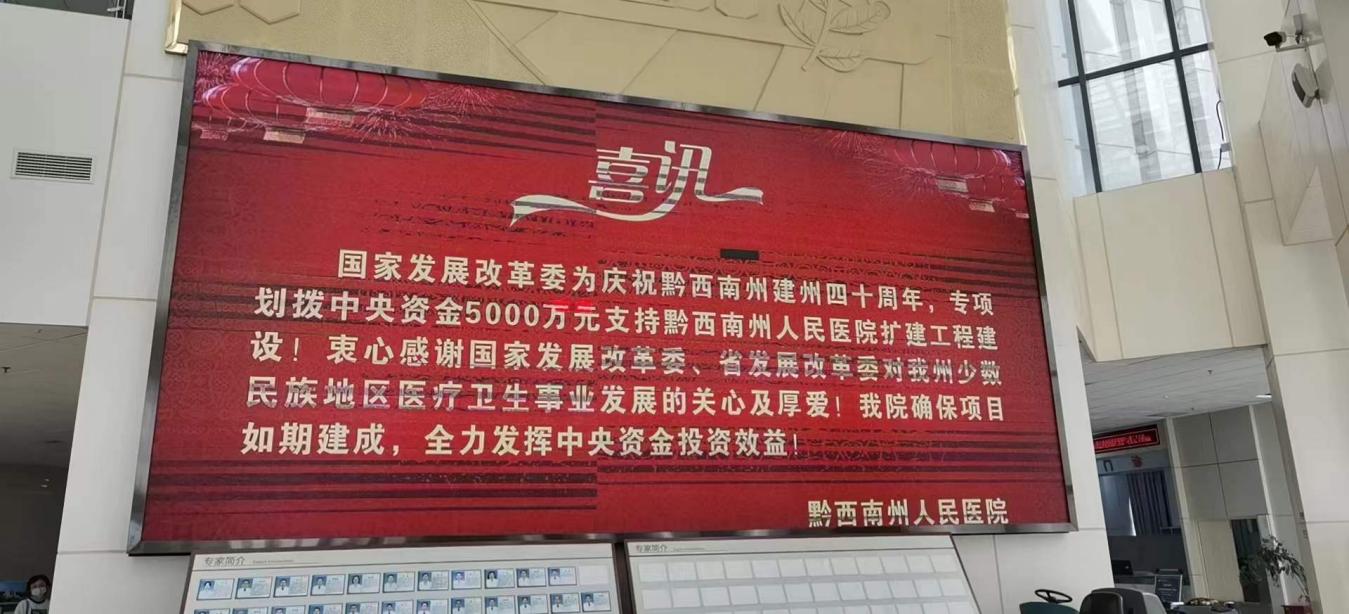 喜讯
国家发展改革委为庆祝黔西南州建州四十周年，专项
划拨中央资金5000万元支持黔西南州人民医院扩建工程建
设！衷心感谢国家发展改革委、省发展改革委对我州少数
民族地区医疗卫生事业发展的关心及厚爱！我院确保项目
如期建成，全力发挥中央资金投资效益！
黔西南州人民医院
专家简介
专家简介